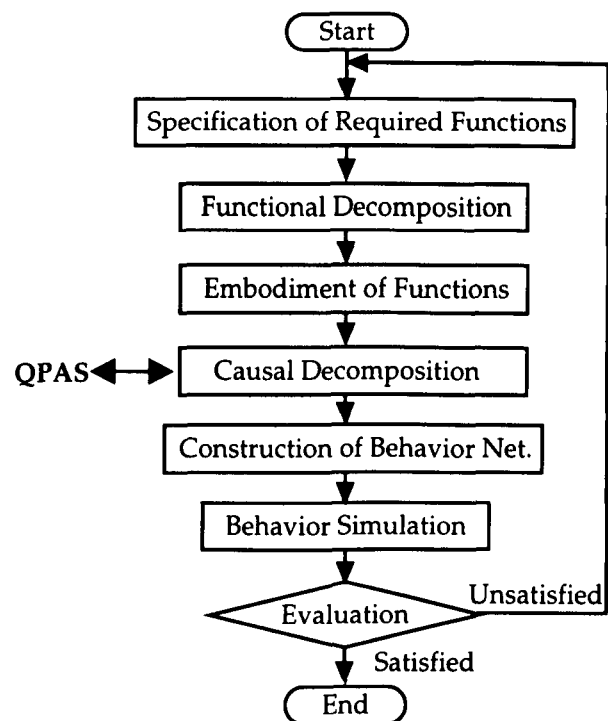 Start
Specification of Required Functions
Functional Decomposition
Embodiment of Functions
QPAS
Causal Decomposition
Construction of Behavior Net.
Behavior Simulation
Evaluation
Unsatisfied
Satisfied
End